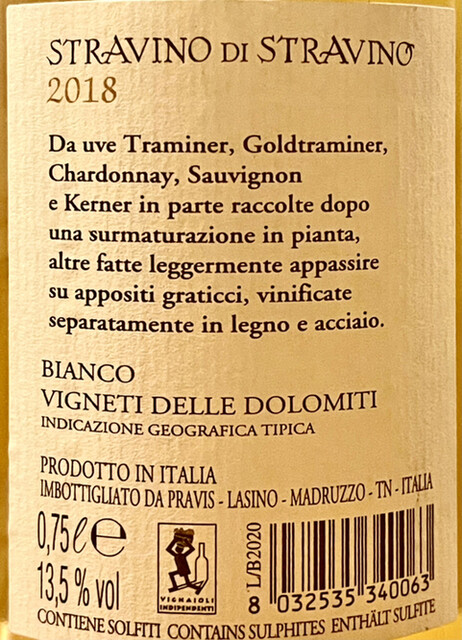 STRAVINO DI STRAVINO
2018
Da uve Traminer, Goldtraminer,
Chardonnay, Sauvignon
e Kerner in parte raccolte dopo
una surmaturazione in pianta,
altre fatte leggermente appassire
su appositi graticci, vinificate
separatamente in legno e acciaio.
BIANCO
VIGNETI DELLE DOLOMITI
INDICAZIONE GEOGRAFICA TIPICA
PRODOTTO IN ITALIA
IMBOTTIGLIATO DA PRAVIS - LASINO - MADRUZZO - TN - ITALIA
0,75 ℓ ℮
13,5 % vol
VIGNAIOLI
INDIPENDENTI
L/B2020
8 032535 340063
CONTIENE SOLFITI CONTAINS SULPHITES ENTHÄLT SULFITE